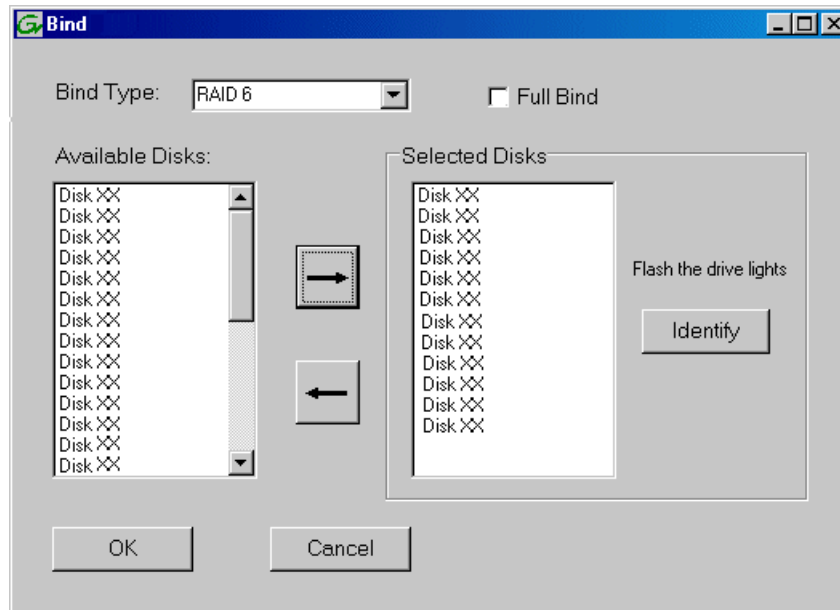 Bind
Bind Type:
RAID 6
Full Bind
Available Disks:
Disk XX
Disk XX
Disk XX
Disk XX
Disk XX
Disk XX
Disk XX
Disk XX
Disk XX
Disk XX
Disk XX
Disk XX
Disk XX
Disk XX
Selected Disks
Disk XX
Disk XX
Disk XX
Disk XX
Disk XX
Disk XX
Disk XX
Disk XX
Disk XX
Disk XX
Disk XX
Disk XX
Flash the drive lights
Identify
OK
Cancel